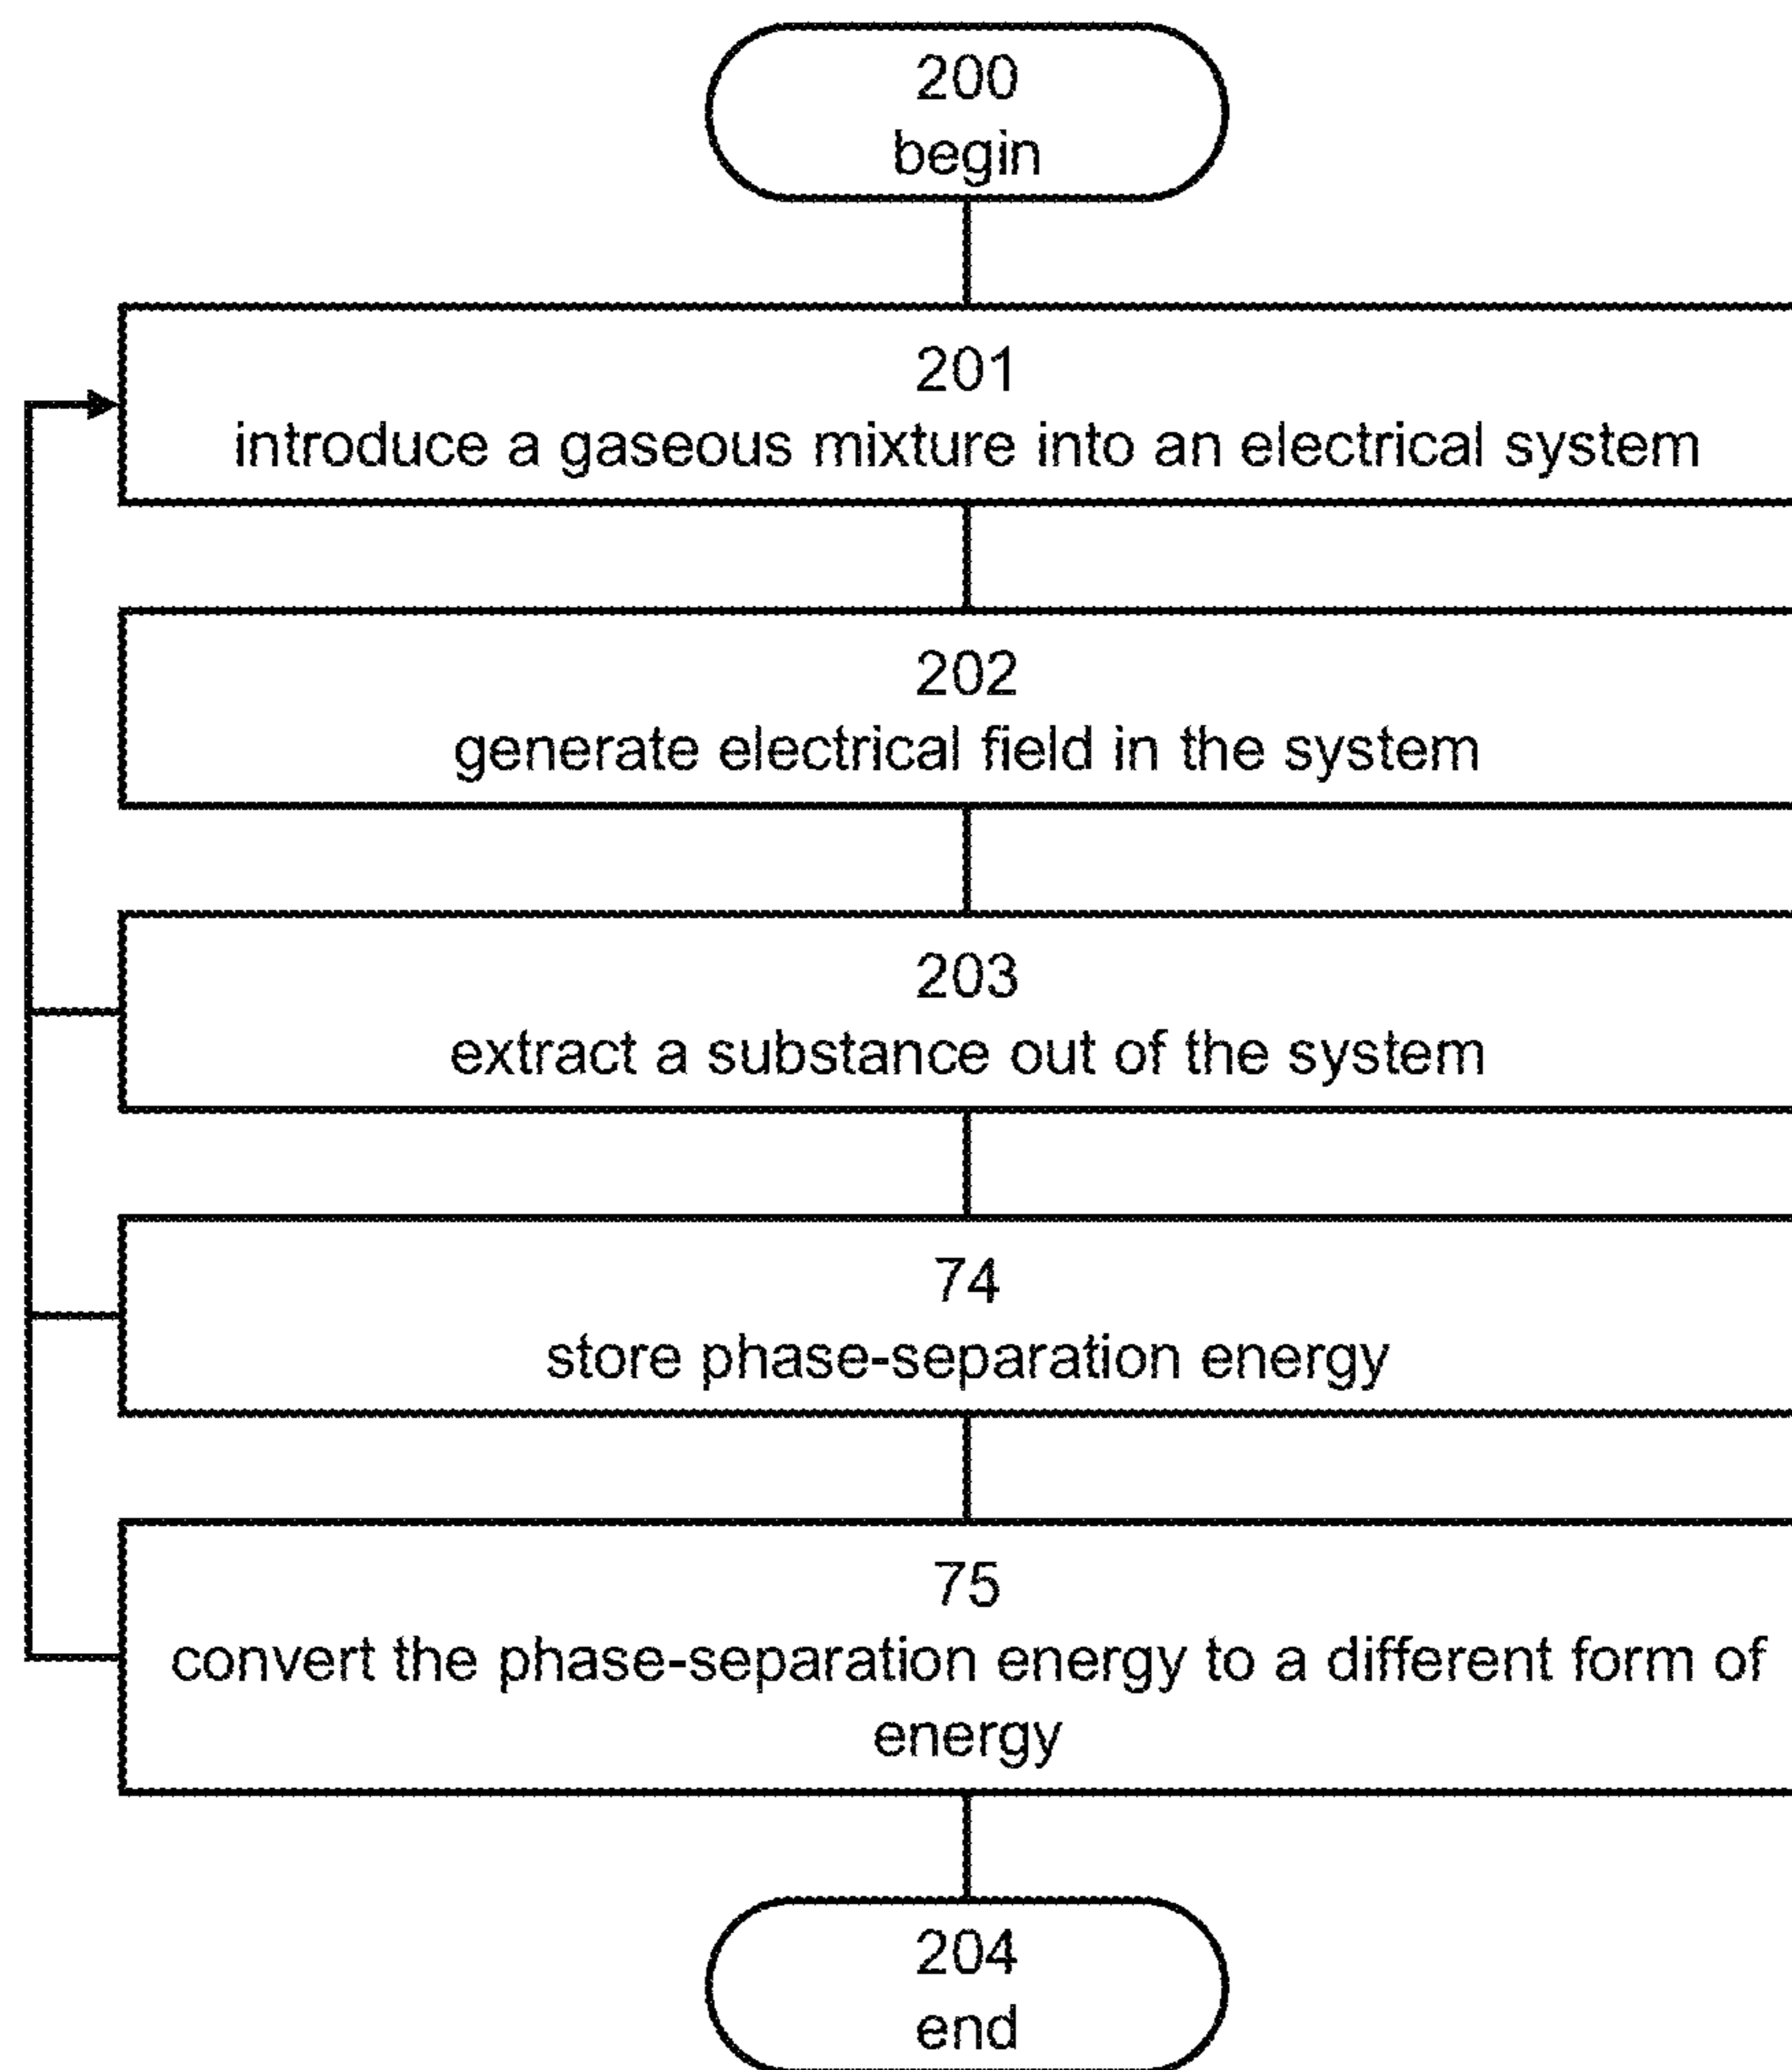 200
begin
201
introduce a gaseous mixture into an electrical system
202
generate electrical field in the system
203
extract a substance out of the system
74
store phase-separation energy
75
convert the phase-separation energy to a different form of
energy
204
end